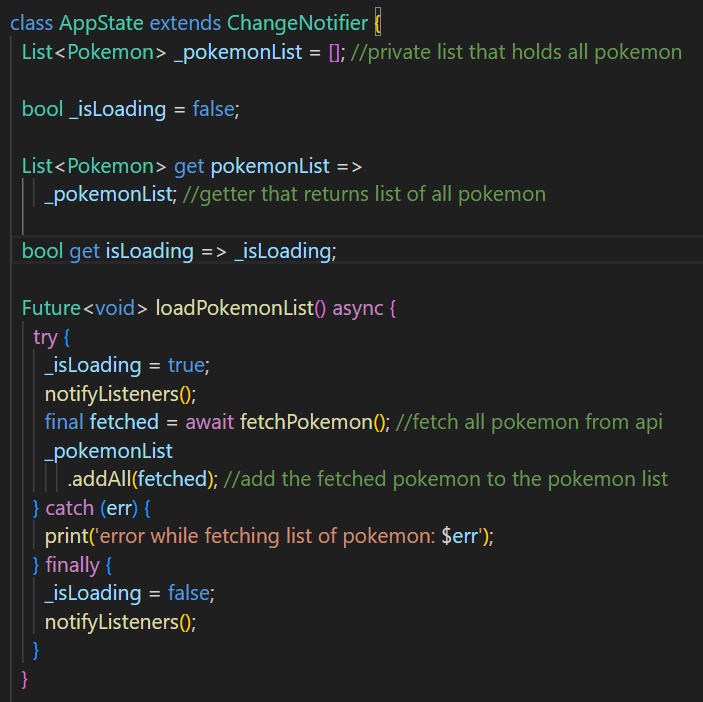 class AppState extends ChangeNotifier {
List<Pokemon> _pokemonList = []; //private list that holds all pokemon
bool _isLoading = false;
List<Pokemon> get pokemonList =>
_pokemonList; //getter that returns list of all pokemon
bool get isLoading => _isLoading;
Future<void> loadPokemonList() async {
try {
_isLoading = true;
notifyListeners();
final fetched = await fetchPokemon(); //fetch all pokemon from api
_pokemonList
.addAll(fetched); //add the fetched pokemon to the pokemon list
} catch (err) {
print('error while fetching list of pokemon: $err');
} finally {
_isLoading = false;
notifyListeners();
}
}